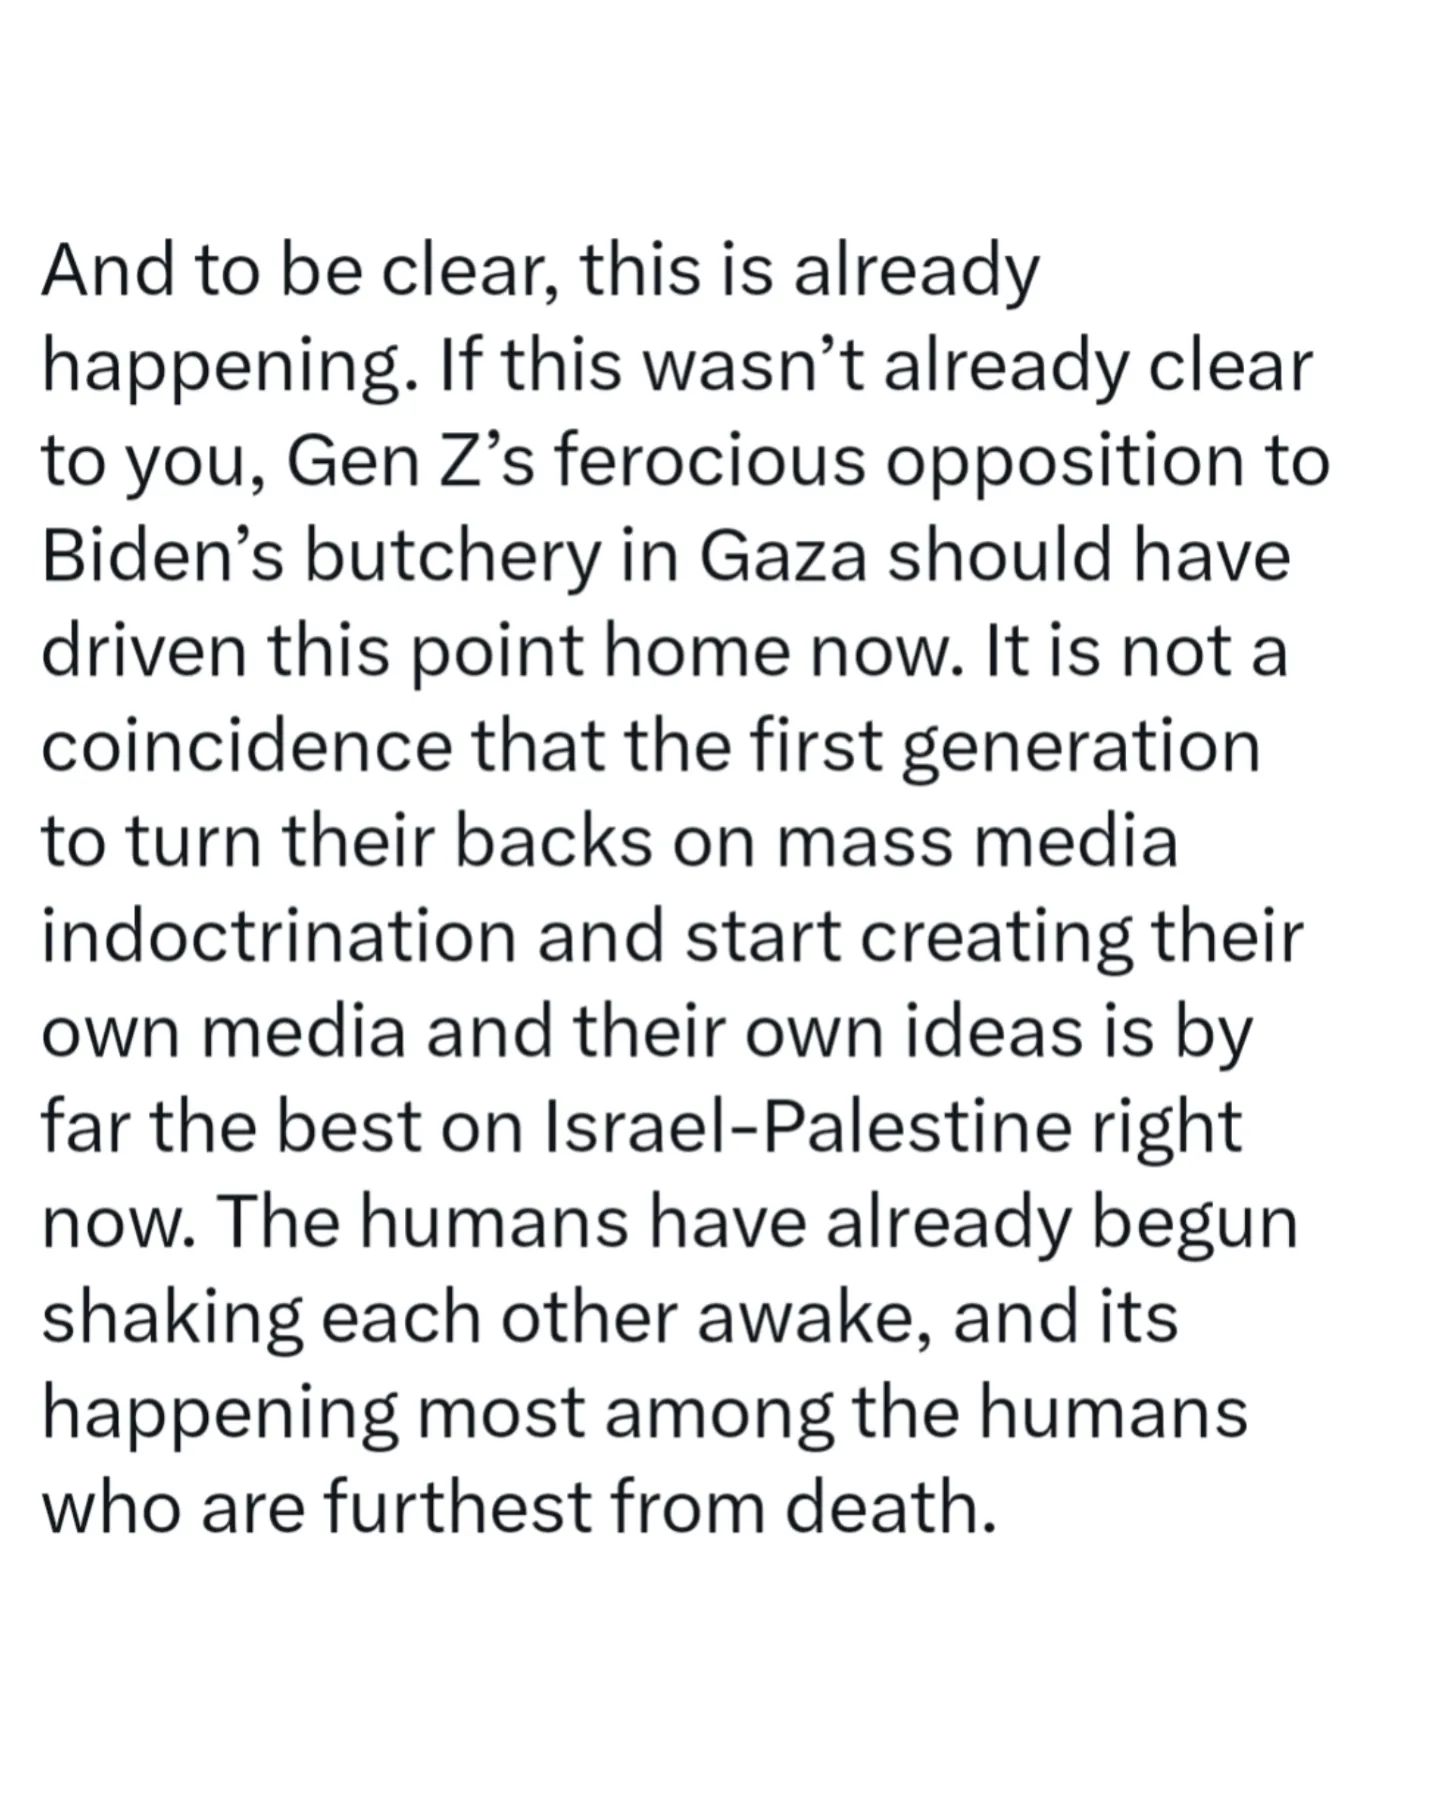 And to be clear, this is already
happening. If this wasn’t already clear
to you, Gen Z’s ferocious opposition to
Biden’s butchery in Gaza should have
driven this point home now. It is not a
coincidence that the first generation
to turn their backs on mass media
indoctrination and start creating their
own media and their own ideas is by
far the best on Israel-Palestine right
now. The humans have already begun
shaking each other awake, and its
happening most among the humans
who are furthest from death.